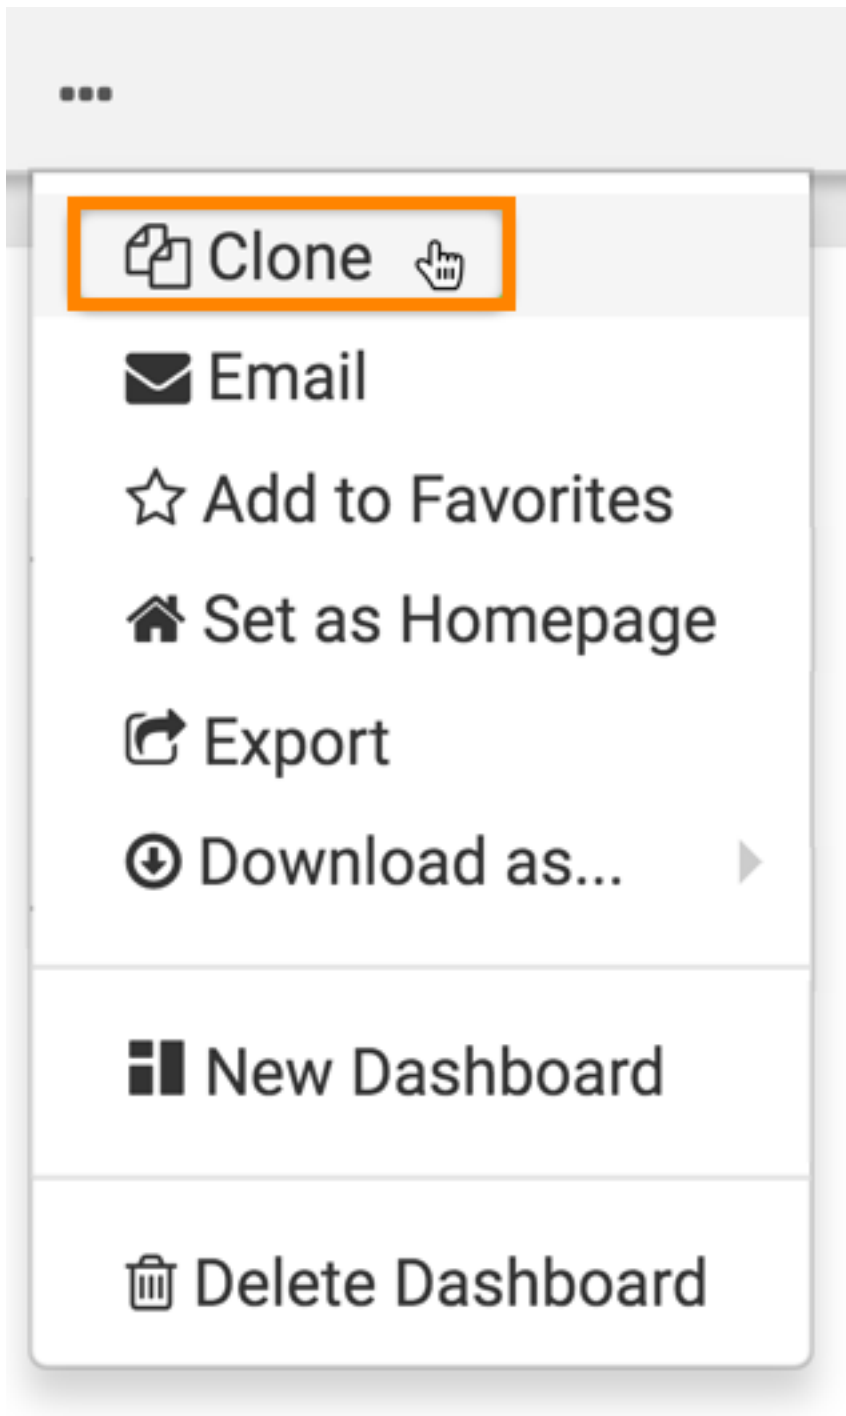 Clone
Email
Add to Favorites
Set as Homepage
Export
Download as...
New Dashboard
Delete Dashboard